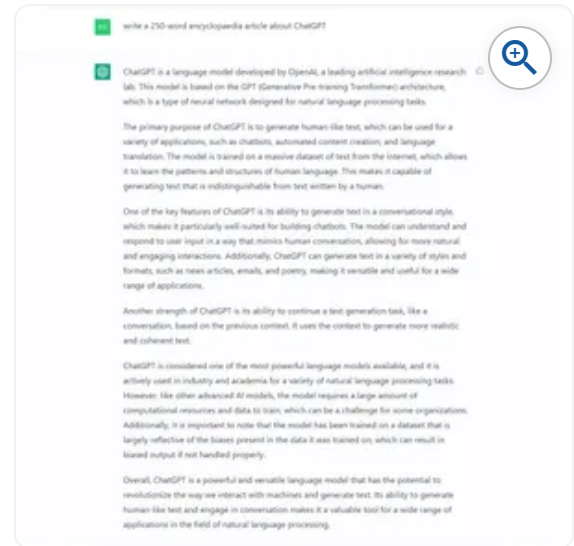 write a 250-word encyclopaedia article about ChatGPT
ChatGPT is a language model developed by OpenAI, a leading artificial intelligence research
lab. This model is based on the GPT (Generative Pre-training Transformer) architecture,
which is a type of neural network designed for natural language processing tasks.
The primary purpose of ChatGPT is to generate human-like text, which can be used for a
variety of applications, such as chatbots, automated content creation, and language
translation. The model is trained on a massive dataset of text from the internet, which allows
it to learn the patterns and structures of human language. This makes it capable of
generating text that is indistinguishable from text written by a human.
One of the key features of ChatGPT is its ability to generate text in a conversational style,
which makes it particularly well-suited for building chatbots. The model can understand and
respond to user input in a way that mimics human conversation, allowing for more natural
and engaging interactions. Additionally, ChatGPT can generate text in a variety of styles and
formats, such as news articles, emails, and poetry, making it versatile and useful for a wide
range of applications.
Another strength of ChatGPT is its ability to continue a text generation task, like a
conversation, based on the previous context. It uses the context to generate more realistic
and coherent text.
ChatGPT is considered one of the most powerful language models available, and it is
actively used in industry and academia for a variety of natural language processing tasks.
However, like other advanced AI models, the model requires a large amount of
computational resources and data to train, which can be a challenge for some organizations.
Additionally, it is important to note that the model has been trained on a dataset that is
largely reflective of the biases present in the data it was trained on, which can result in
biased output if not handled properly.
Overall, ChatGPT is a powerful and versatile language model that has the potential to
revolutionize the way we interact with machines and generate text. Its ability to generate
human-like text and engage in conversation makes it a valuable tool for a wide range of
applications in the field of natural language processing.